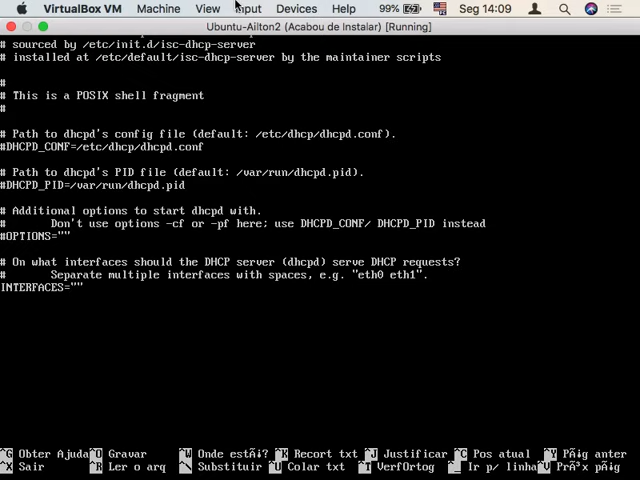 VirtualBox VM Machine View Input Devices Help 99% Seg 14:09
Ubuntu-Ailton2 (Acabou de Instalar) [Running]
# sourced by /etc/init.d/isc-dhcp-server
# installed at /etc/default/isc-dhcp-server by the maintainer scripts
#
# This is a POSIX shell fragment
#
# Path to dhcpd's config file (default: /etc/dhcp/dhcpd.conf).
#DHCPD_CONF=/etc/dhcp/dhcpd.conf
# Path to dhcpd's PID file (default: /var/run/dhcpd.pid).
#DHCPD_PID=/var/run/dhcpd.pid
# Additional options to start dhcpd with.
# Don't use options -cf or -pf here; use DHCPD_CONF/ DHCPD_PID instead
#OPTIONS=""
# On what interfaces should the DHCP server (dhcpd) serve DHCP requests?
# Separate multiple interfaces with spaces, e.g. "eth0 eth1".
INTERFACES=""
^G Obter Ajuda ^O Gravar ^W Onde estÃ¡? ^K Recort txt ^J Justificar ^C Pos atual ^Y PÃ¡g anter
^X Sair ^R Ler o arq ^\ Substituir ^U Colar txt ^T VerfOrtog ^_ Ir p/ linha ^V PrÃ³x pÃ¡g